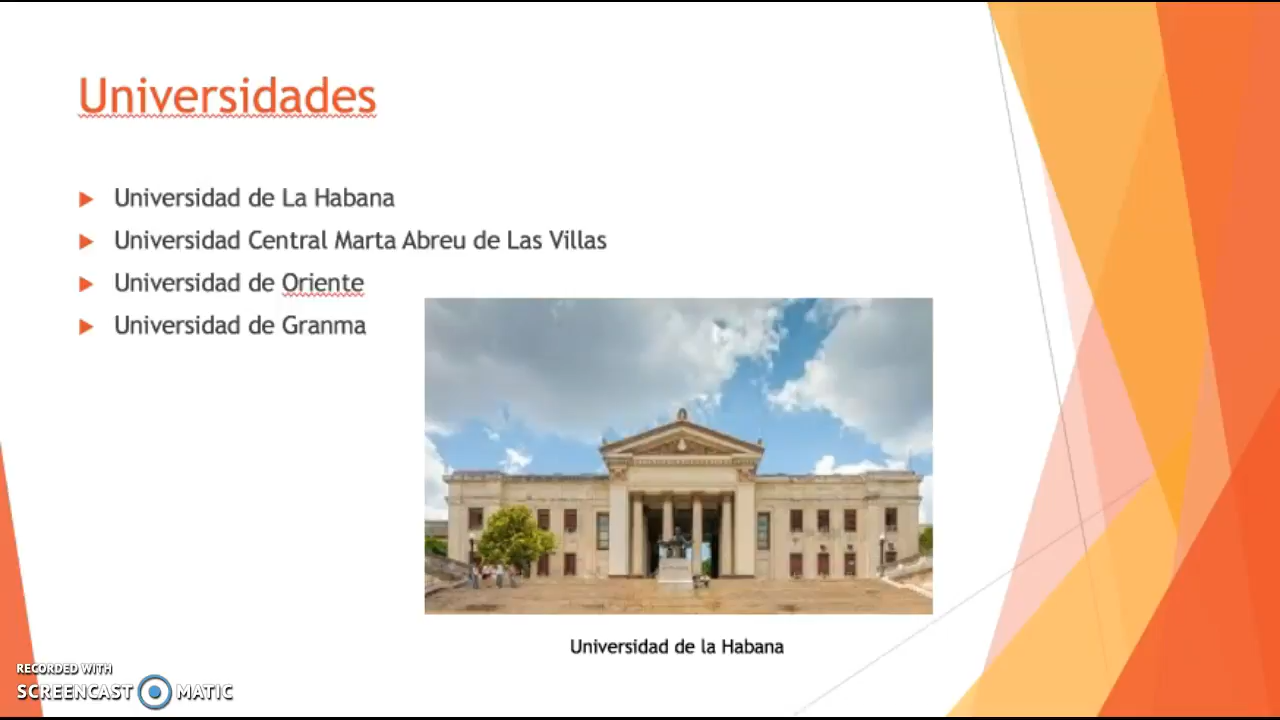 Universidades
Universidad de La Habana
Universidad Central Marta Abreu de Las Villas
Universidad de Oriente
Universidad de Granma
Universidad de la Habana
RECORDED WITH
SCREENCAST MATIC